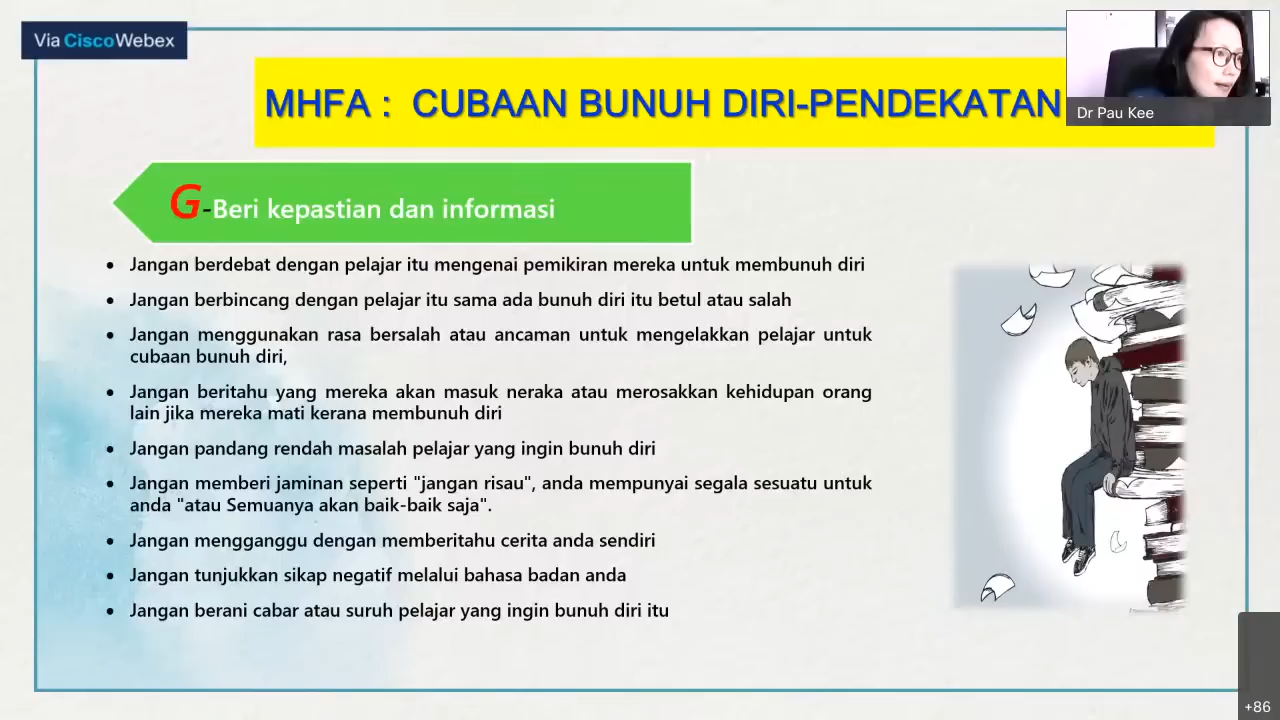 Via Cisco Webex
MHFA : CUBAAN BUNUH DIRI-PENDEKATAN
Dr Pau Kee
G-Beri kepastian dan informasi
• Jangan berdebat dengan pelajar itu mengenai pemikiran mereka untuk membunuh diri
• Jangan berbincang dengan pelajar itu sama ada bunuh diri itu betul atau salah
• Jangan menggunakan rasa bersalah atau ancaman untuk mengelakkan pelajar untuk
cubaan bunuh diri,
• Jangan beritahu yang mereka akan masuk neraka atau merosakkan kehidupan orang
lain jika mereka mati kerana membunuh diri
• Jangan pandang rendah masalah pelajar yang ingin bunuh diri
• Jangan memberi jaminan seperti "jangan risau", anda mempunyai segala sesuatu untuk
anda "atau Semuanya akan baik-baik saja".
• Jangan mengganggu dengan memberitahu cerita anda sendiri
• Jangan tunjukkan sikap negatif melalui bahasa badan anda
• Jangan berani cabar atau suruh pelajar yang ingin bunuh diri itu
+86